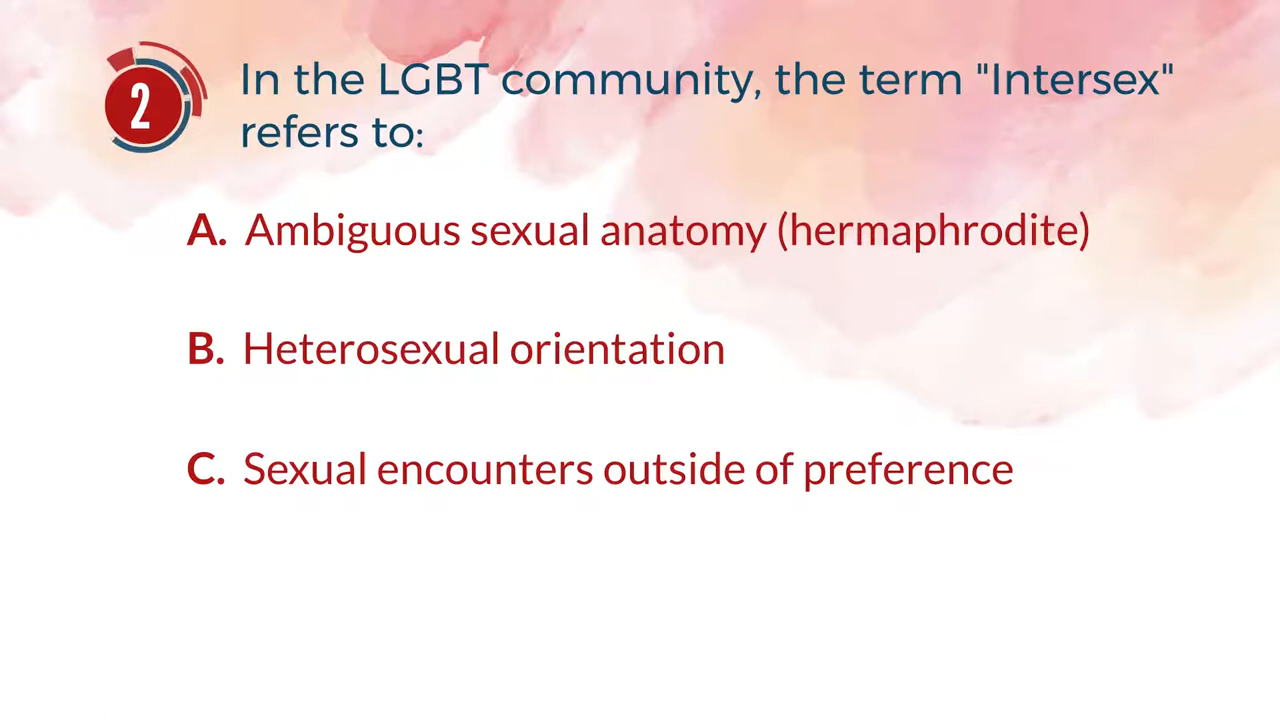 2
In the LGBT community, the term "Intersex"
refers to:
A. Ambiguous sexual anatomy (hermaphrodite)
B. Heterosexual orientation
C. Sexual encounters outside of preference